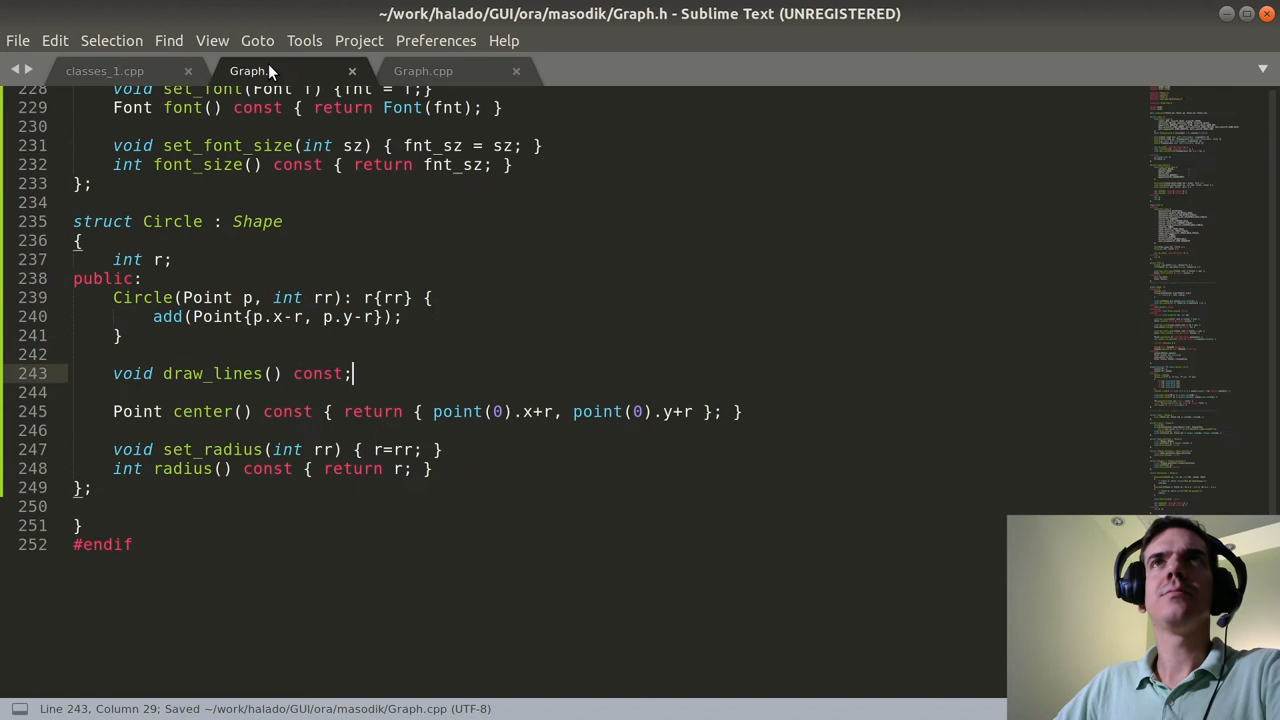 ~/work/halado/GUI/ora/masodik/Graph.h - Sublime Text (UNREGISTERED)
File Edit Selection Find View Goto Tools Project Preferences Help
classes_1.cpp Graph. Graph.cpp
228 void set_font(Font f) {fnt = f;}
229 Font font() const { return Font(fnt); }
230
231 void set_font_size(int sz) { fnt_sz = sz; }
232 int font_size() const { return fnt_sz; }
233 };
234
235 struct Circle : Shape
236 {
237 int r;
238 public:
239 Circle(Point p, int rr): r{rr} {
240 add(Point{p.x-r, p.y-r});
241 }
242
243 void draw_lines() const;
244
245 Point center() const { return { point(0).x+r, point(0).y+r }; }
246
247 void set_radius(int rr) { r=rr; }
248 int radius() const { return r; }
249 };
250
251 }
252 #endif
Line 243, Column 29; Saved ~/work/halado/GUI/ora/masodik/Graph.cpp (UTF-8)